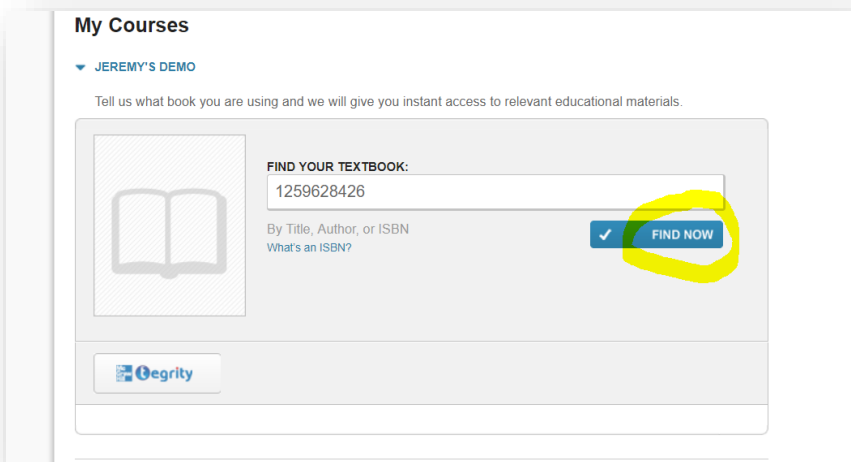 My Courses
JEREMY'S DEMO
Tell us what book you are using and we will give you instant access to relevant educational materials.
FIND YOUR TEXTBOOK:
1259628426
By Title, Author, or ISBN
FIND NOW
What's an ISBN?
tegrity